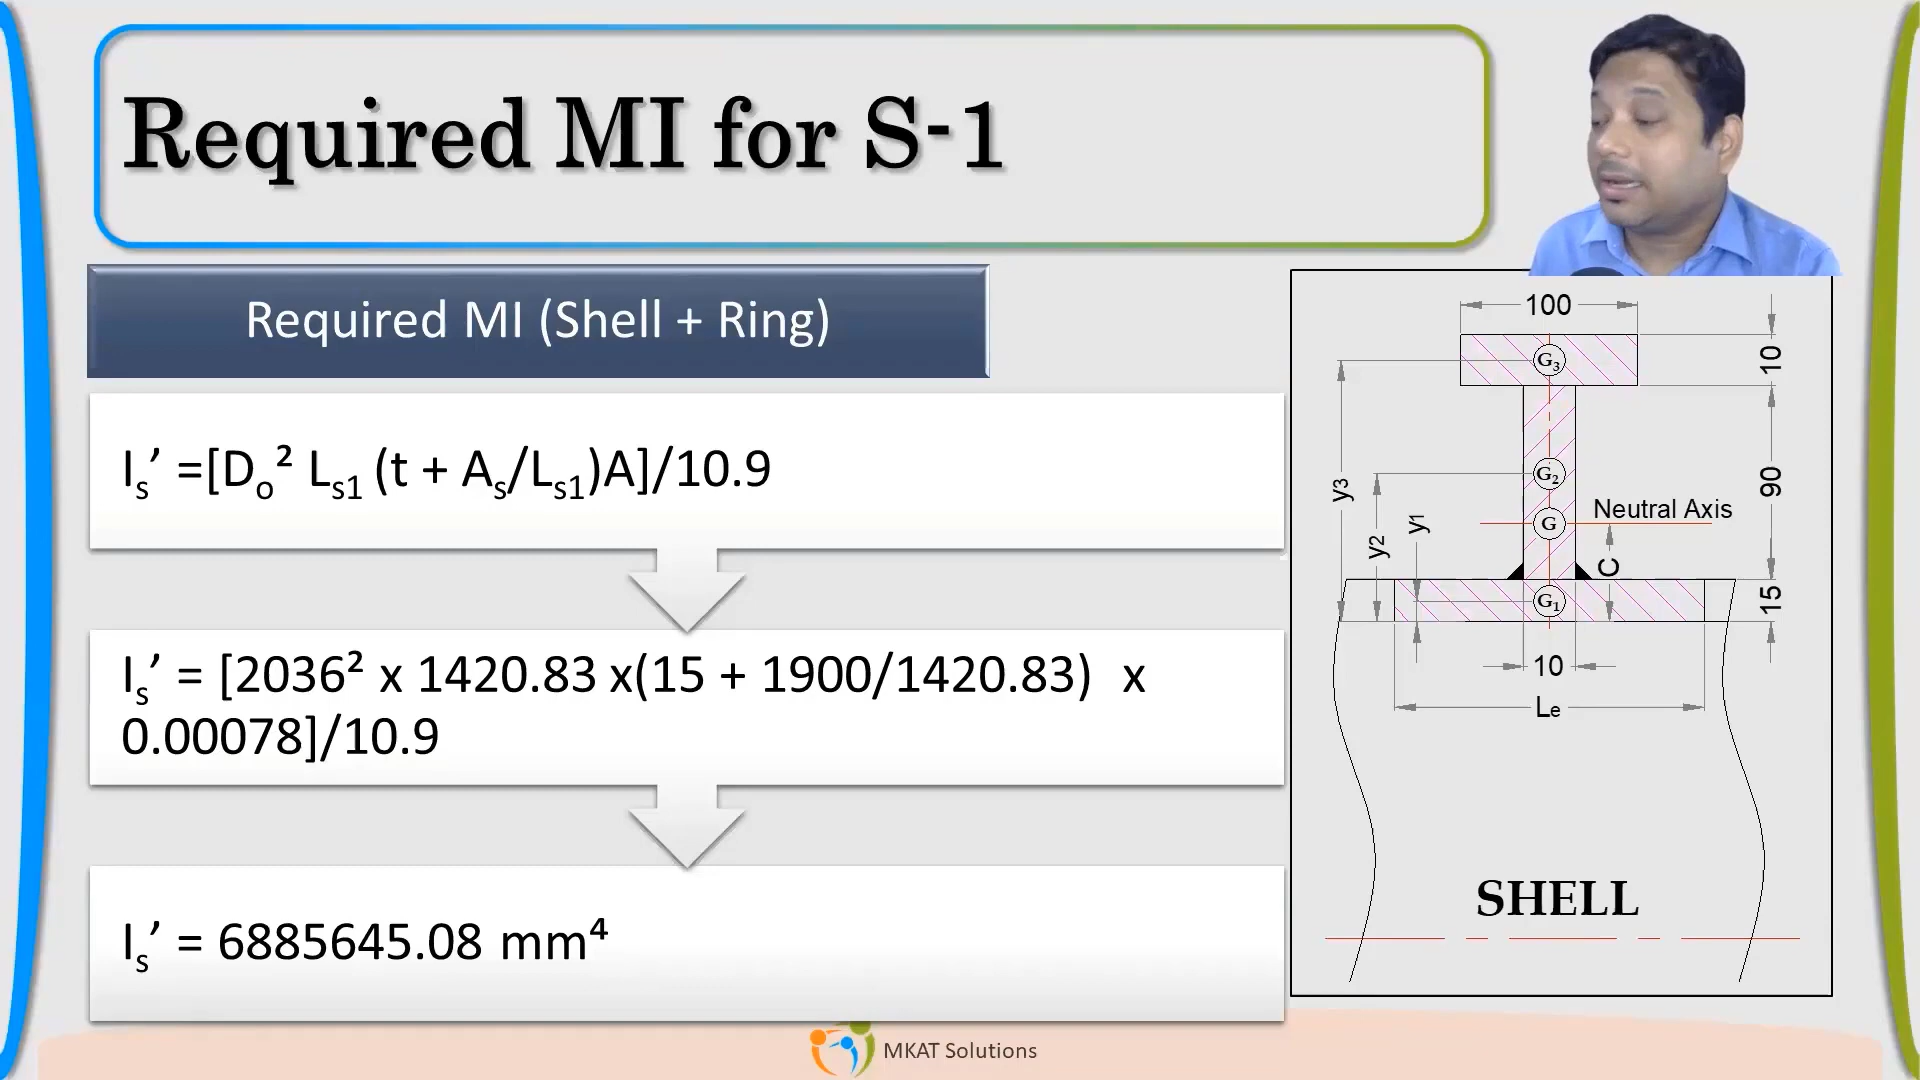 Required MI for S-1
Required MI (Shell + Ring)
Iₛ’ =[Dₒ² Lₛ₁ (t + Aₛ/Lₛ₁)A]/10.9
Iₛ’ = [2036² x 1420.83 x(15 + 1900/1420.83) x
0.00078]/10.9
Iₛ’ = 6885645.08 mm⁴
100
10
G₃
90
y3
G₂
Neutral Axis
G
y1
y2
C
15
G₁
10
Le
SHELL
MKAT Solutions